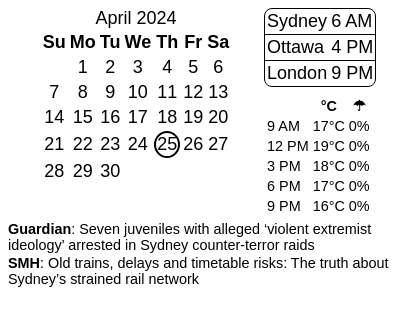 April 2024
Su Mo Tu We Th Fr Sa
1 2 3 4 5 6
7 8 9 10 11 12 13
14 15 16 17 18 19 20
21 22 23 24 25 26 27
28 29 30
Sydney 6 AM
Ottawa 4 PM
London 9 PM
°C ☂
9 AM 17°C 0%
12 PM 19°C 0%
3 PM 18°C 0%
6 PM 17°C 0%
9 PM 16°C 0%
Guardian: Seven juveniles with alleged ‘violent extremist
ideology’ arrested in Sydney counter-terror raids
SMH: Old trains, delays and timetable risks: The truth about
Sydney’s strained rail network